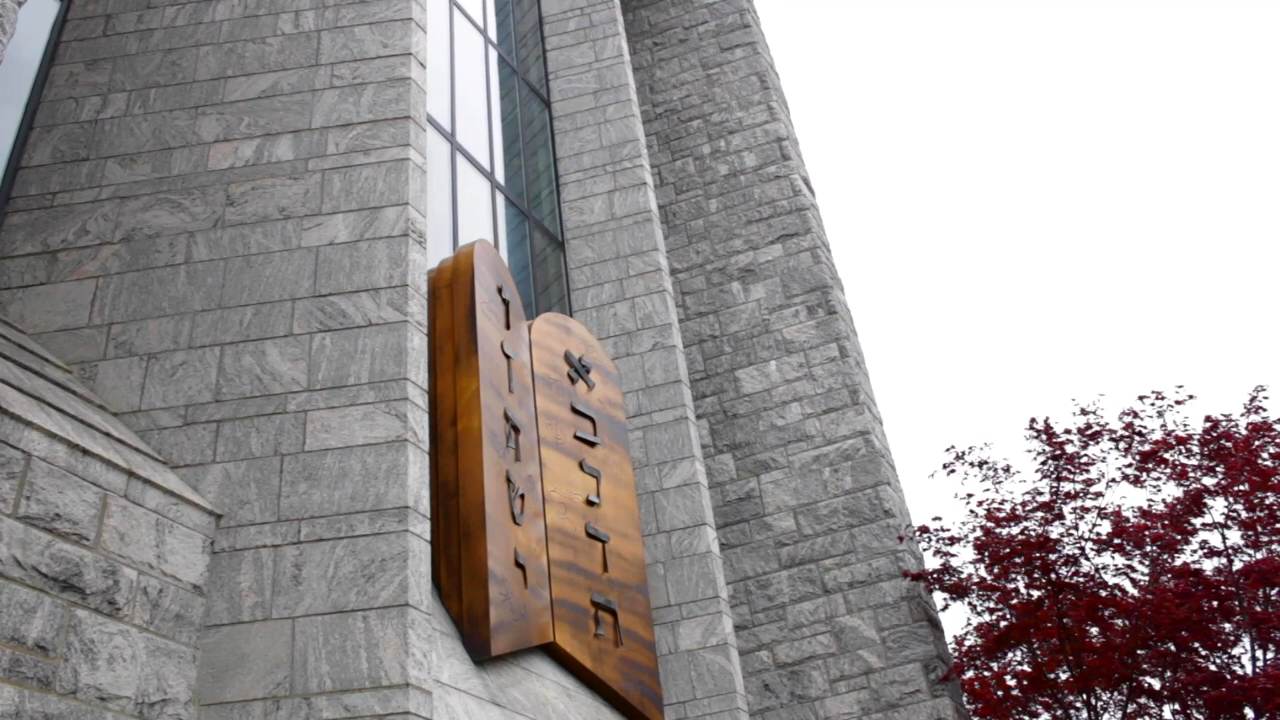 א
ב
ג
ד
ה
ו
ז
ח
ט
י